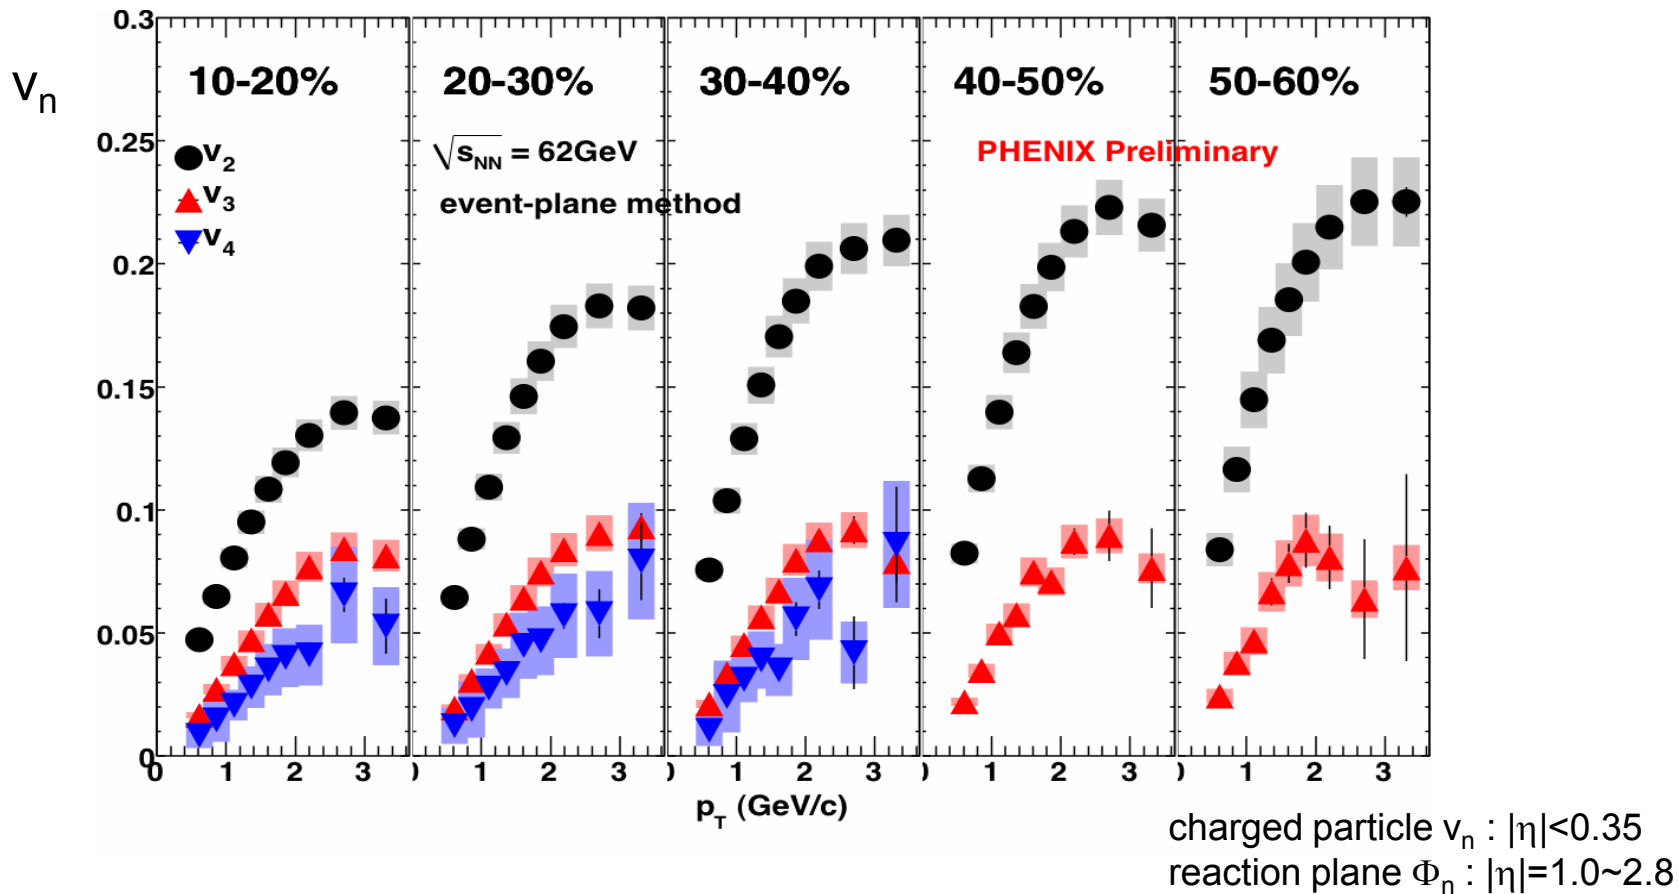 0.3
v_n
10-20%
20-30%
30-40%
40-50%
50-60%
0.25
v_2
v_3
v_4
√s_NN = 62GeV
event-plane method
PHENIX Preliminary
0.2
0.15
0.1
0.05
0
0 1 2 3
1 2 3
1 2 3
1 2 3
1 2 3
p_T (GeV/c)
charged particle v_n : |η|<0.35
reaction plane Φ_n : |η|=1.0~2.8